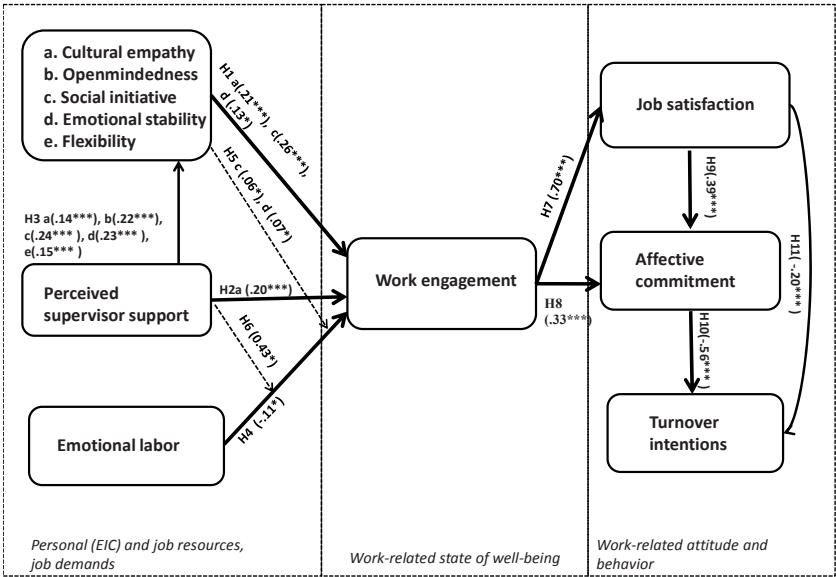 a. Cultural empathy
b. Openmindedness
c. Social initiative
d. Emotional stability
e. Flexibility
H1 a(.21***), c(.26***),
d (.13*)
H5 c (.06*), d (.07*)
H3 a(.14***), b(.22***),
c(.24*** ), d(.23*** ),
e(.15*** )
Perceived
supervisor support
H2a (.20***)
H6 (0.43*)
H4 (-.11*)
Emotional labor
Work engagement
H7 (.70***)
H8
(.33***)
Job satisfaction
H9(.39***)
Affective
commitment
H10(-.56*** )
H11( -.20*** )
Turnover
intentions
Personal (EIC) and job resources,
job demands
Work-related state of well-being
Work-related attitude and
behavior